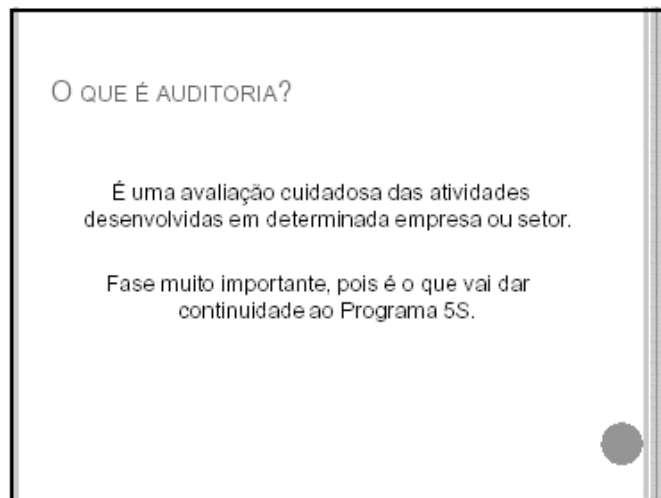 O QUE É AUDITORIA?
É uma avaliação cuidadosa das atividades
desenvolvidas em determinada empresa ou setor.
Fase muito importante, pois é o que vai dar
continuidade ao Programa 5S.